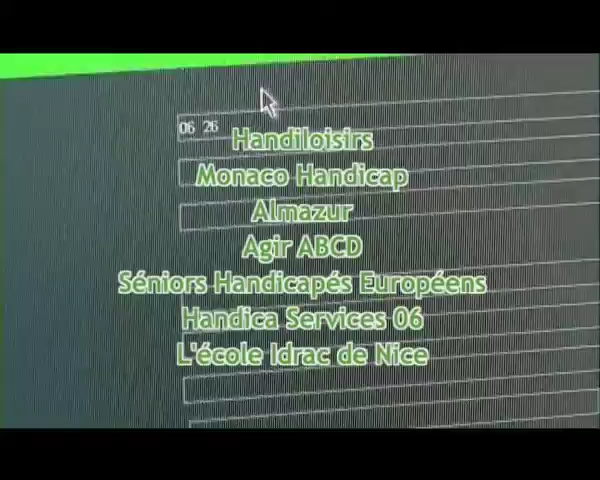 06 26
Handiloisirs
Monaco Handicap
Almazur
Agir ABCD
Séniors Handicapés Européens
Handica Services 06
L'école Idrac de Nice